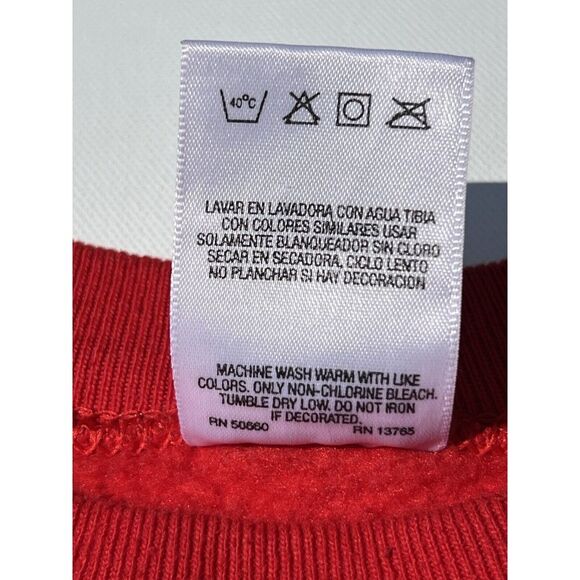 40°C
LAVAR EN LAVADORA CON AGUA TIBIA
CON COLORES SIMILARES USAR
SOLAMENTE BLANQUEADOR SIN CLORO
SECAR EN SECADORA, CICLO LENTO
NO PLANCHAR SI HAY DECORACION
MACHINE WASH WARM WITH LIKE
COLORS. ONLY NON-CHLORINE BLEACH.
TUMBLE DRY LOW. DO NOT IRON
IF DECORATED.
RN 50660 RN 13765